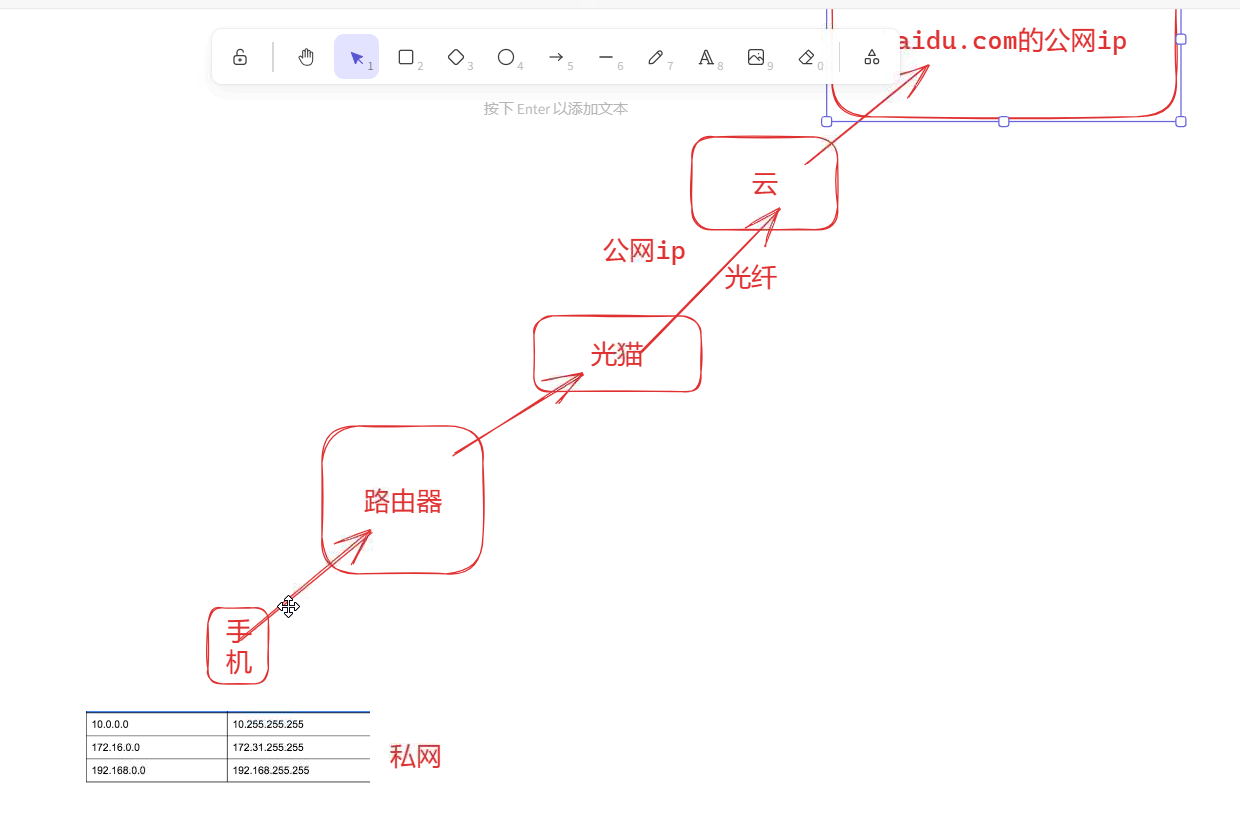 aidu.com的公网ip
1
2
3
4
5
6
7
8
9
0
按下 Enter 以添加文本
云
公网ip
光纤
光猫
路由器
手
机
10.0.0.0 10.255.255.255
172.16.0.0 172.31.255.255
192.168.0.0 192.168.255.255
私网